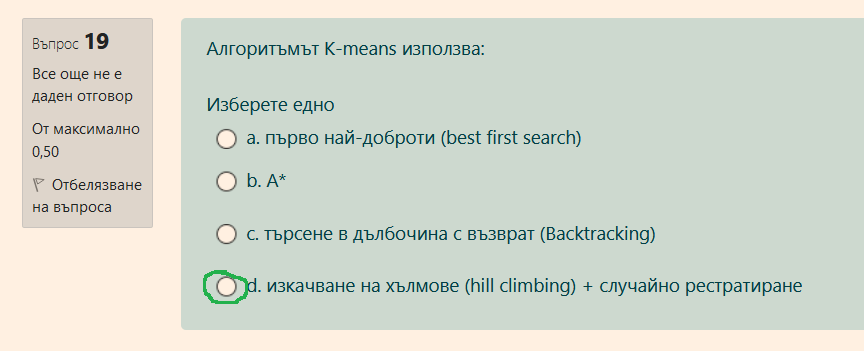 Въпрос 19
Все още не е
даден отговор
От максимално
0,50
Отбелязване
на въпроса
Алгоритъмът K-means използва:
Изберете едно
a. първо най-доброти (best first search)
b. A*
c. търсене в дълбочина с възврат (Backtracking)
d. изкачване на хълмове (hill climbing) + случайно рестратиране